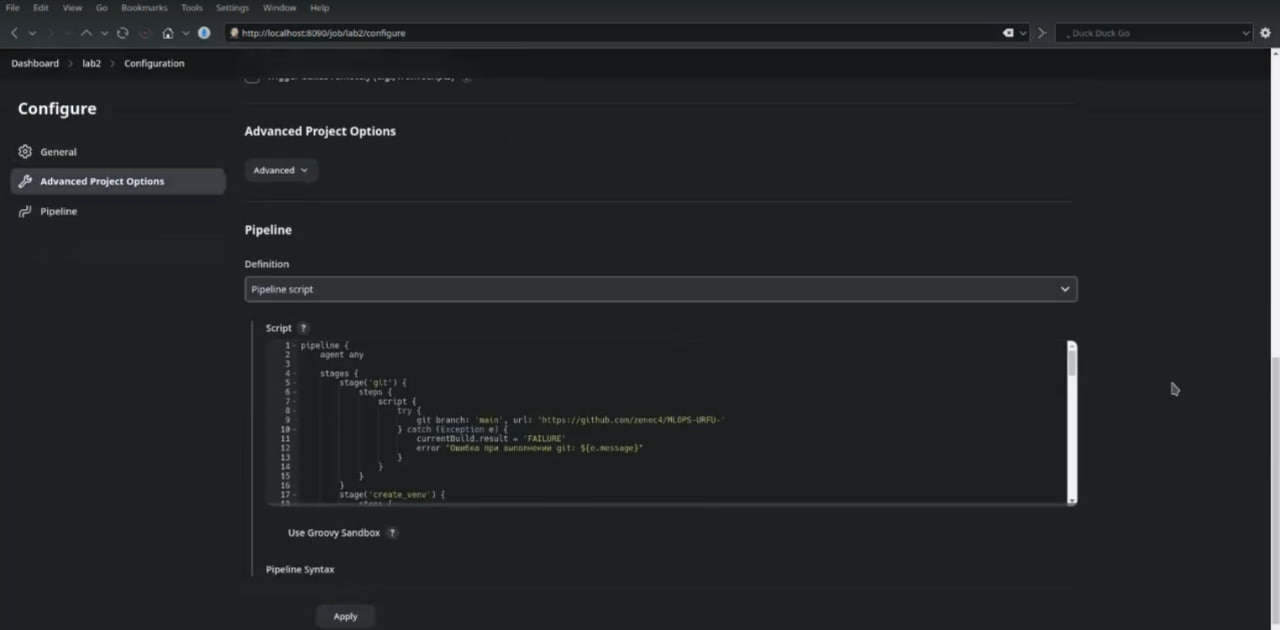 File Edit View Go Bookmarks Tools Settings Window Help
http://localhost:8090/job/lab2/configure
Duck Duck Go
Dashboard > lab2 > Configuration
Configure
General
Advanced Project Options
Pipeline
Advanced Project Options
Advanced
Pipeline
Definition
Pipeline script
Script ?
1 pipeline {
2 agent any
3
4 stages {
5 stage('git') {
6 steps {
7 script {
8 try {
9 git branch: 'main', url: 'https://github.com/zenec4/MLOPS-URFU-'
10 } catch (Exception e) {
11 currentBuild.result = 'FAILURE'
12 error "Ошибка при выполнении git: ${e.message}"
13 }
14 }
15 }
16 }
17 stage('create_venv') {
18 steps {
Use Groovy Sandbox ?
Pipeline Syntax
Apply